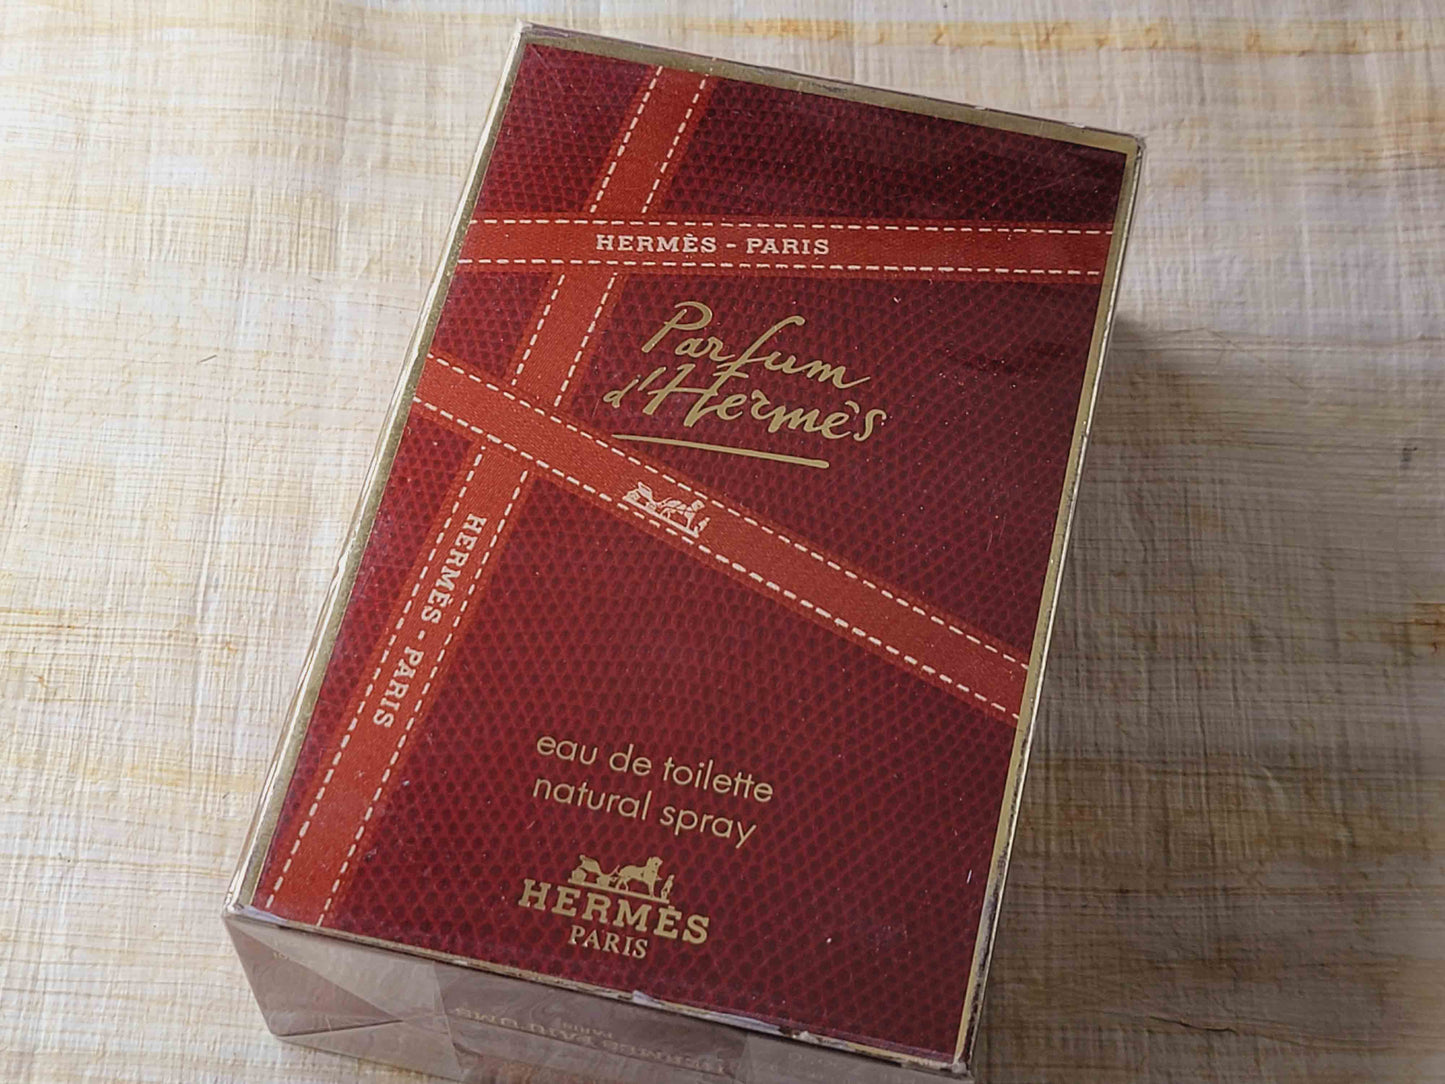 HERMÈS - PARIS
Parfum
d'Hermès
HERMÈS - PARIS
eau de toilette
natural spray
HERMÈS
PARIS